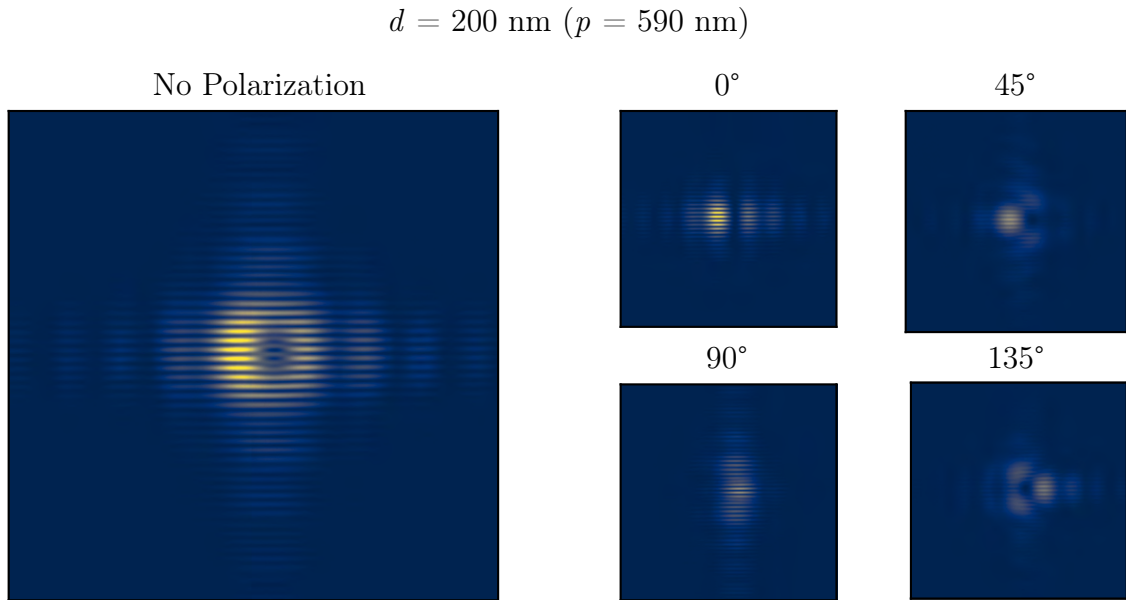 d = 200 nm (p = 590 nm)
No Polarization
0°
45°
90°
135°